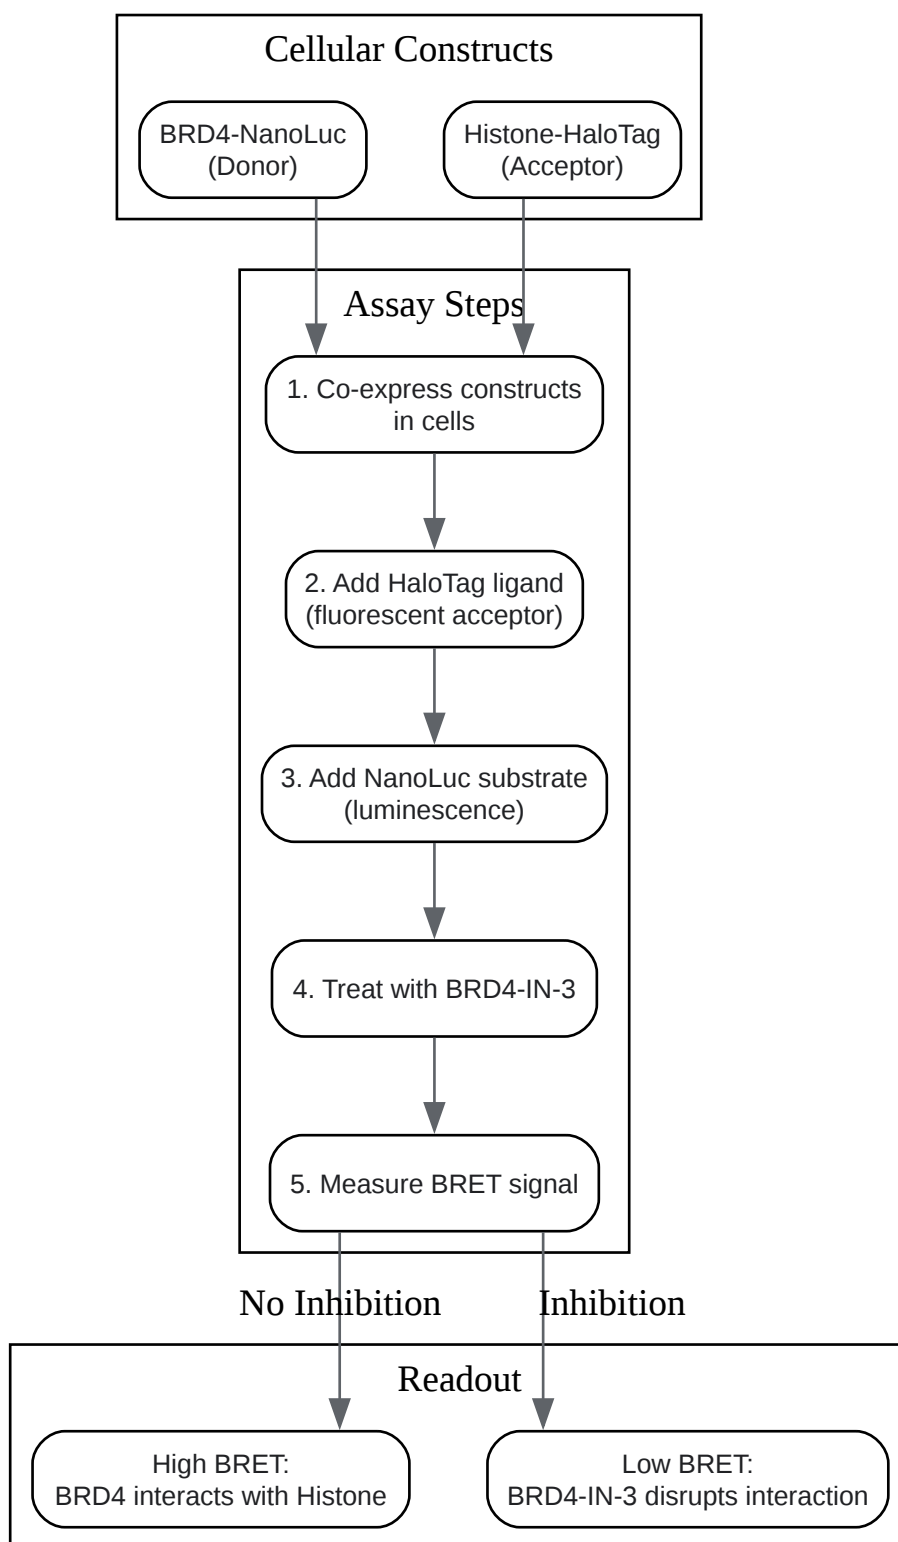 Cellular Constructs
BRD4-NanoLuc
(Donor)
Histone-HaloTag
(Acceptor)
Assay Steps
1. Co-express constructs
in cells
2. Add HaloTag ligand
(fluorescent acceptor)
3. Add NanoLuc substrate
(luminescence)
4. Treat with BRD4-IN-3
5. Measure BRET signal
No Inhibition
Inhibition
Readout
High BRET:
BRD4 interacts with Histone
Low BRET:
BRD4-IN-3 disrupts interaction